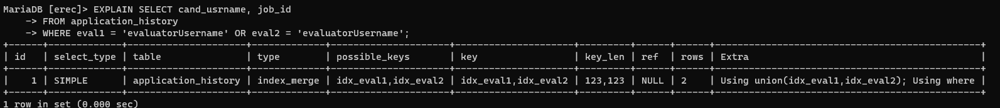 MariaDB [erec]> EXPLAIN SELECT cand_usrname, job_id
    -> FROM application_history
    -> WHERE eval1 = 'evaluatorUsername' OR eval2 = 'evaluatorUsername';
+------+-------------+---------------------+-------------+---------------------+---------------------+---------+------+------+-----------------------------------------------+
| id   | select_type | table               | type        | possible_keys       | key                 | key_len | ref  | rows | Extra                                         |
+------+-------------+---------------------+-------------+---------------------+---------------------+---------+------+------+-----------------------------------------------+
|    1 | SIMPLE      | application_history | index_merge | idx_eval1,idx_eval2 | idx_eval1,idx_eval2 | 123,123 | NULL | 2    | Using union(idx_eval1,idx_eval2); Using where |
+------+-------------+---------------------+-------------+---------------------+---------------------+---------+------+------+-----------------------------------------------+
1 row in set (0.000 sec)